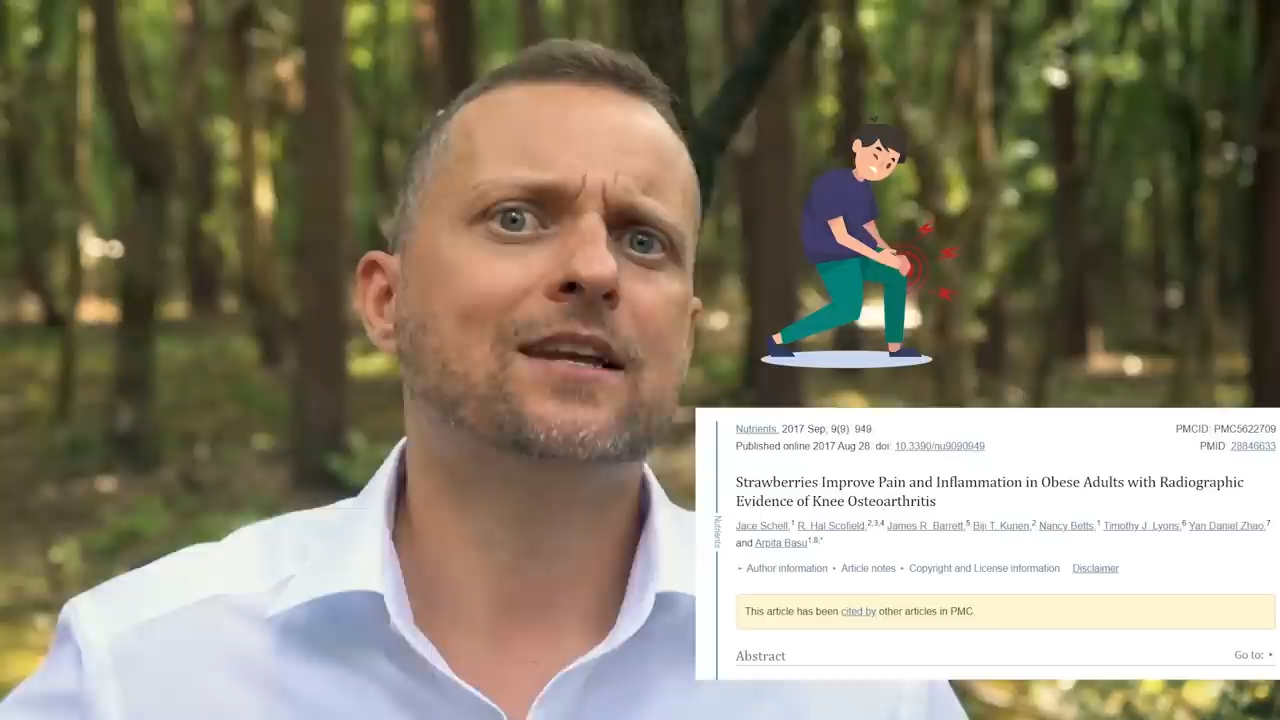 Nutrients. 2017 Sep; 9(9): 949. PMCID: PMC5622709
Published online 2017 Aug 28. doi: 10.3390/nu9090949 PMID: 28846633
Strawberries Improve Pain and Inflammation in Obese Adults with Radiographic
Evidence of Knee Osteoarthritis
Jace Schell,1 R. Hal Scofield,2,3,4 James R. Barrett,5 Biji T. Kurien,2 Nancy Betts,1 Timothy J. Lyons,6 Yan Daniel Zhao,7
and Arpita Basu1,8,*
Author information Article notes Copyright and License information Disclaimer
This article has been cited by other articles in PMC.
Abstract Go to:
Nutrients